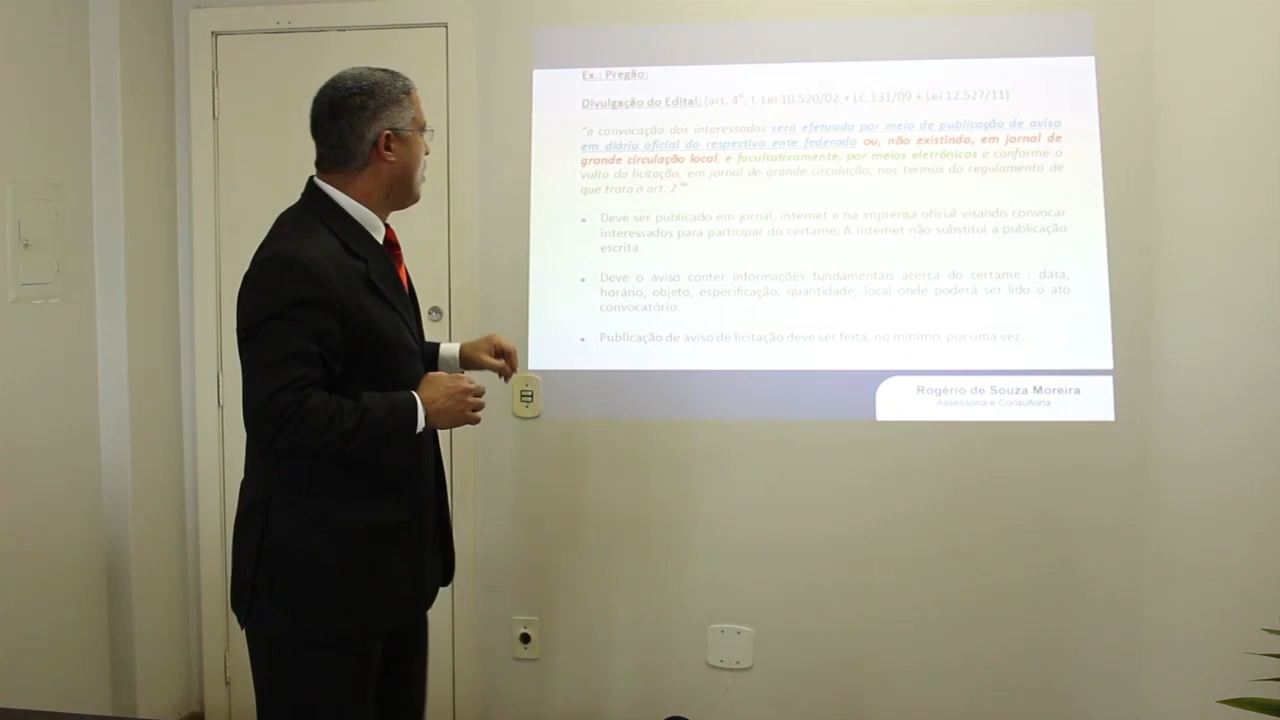 Ex.: Pregão:
Divulgação do Edital: (art. 4º, I, Lei 10.520/02 + LC 131/09 + Lei 12.527/11)
"a convocação dos interessados será efetuada por meio de publicação de aviso
em diário oficial do respectivo ente federado ou, não existindo, em jornal de
grande circulação local, e facultativamente, por meios eletrônicos e conforme o
vulto da licitação, em jornal de grande circulação, nos termos do regulamento de
que trata o art. 2º"
• Deve ser publicado em jornal, internet e na imprensa oficial visando convocar
interessados para participar do certame; A Internet não substitui a publicação
escrita.
• Deve o aviso conter informações fundamentais acerca do certame : data,
horário, objeto, especificação, quantidade, local onde poderá ser lido o ato
convocatório.
• Publicação de aviso de licitação deve ser feita, no mínimo, por uma vez.
Rogério de Souza Moreira
Assessoria e Consultoria